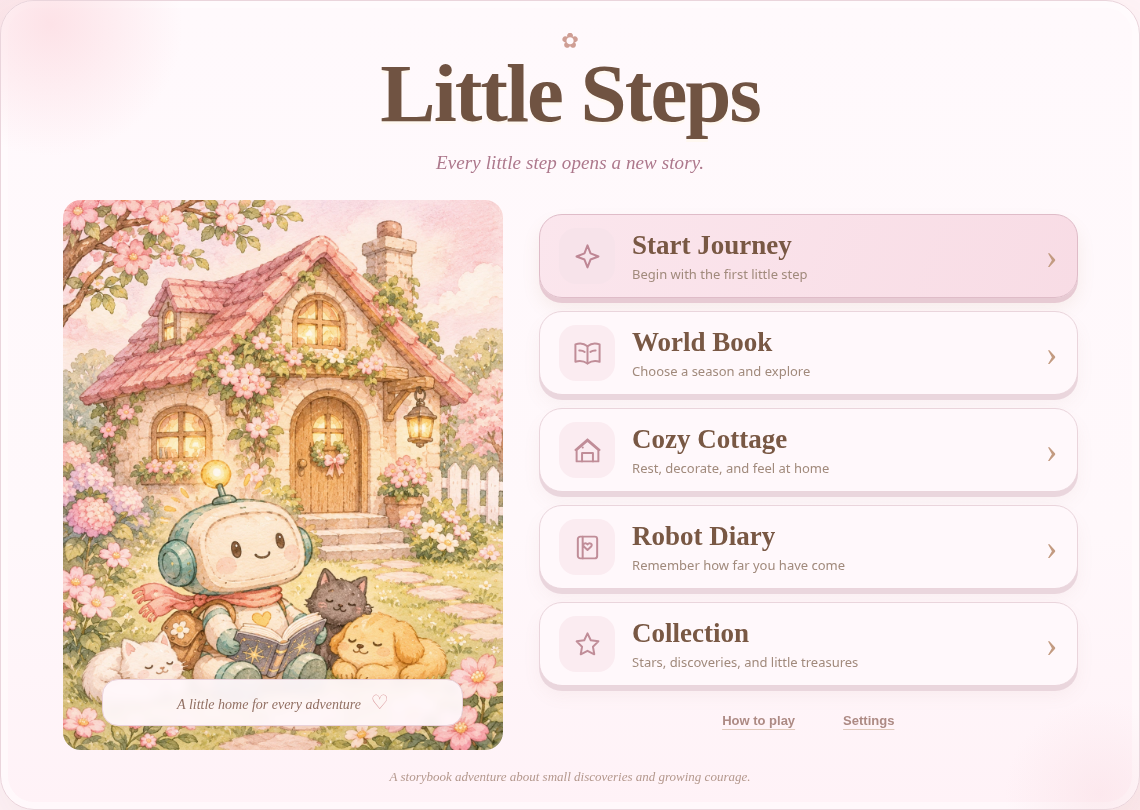 Little Steps
Every little step opens a new story.
A little home for every adventure ♡
Start Journey
Begin with the first little step
World Book
Choose a season and explore
Cozy Cottage
Rest, decorate, and feel at home
Robot Diary
Remember how far you have come
Collection
Stars, discoveries, and little treasures
How to play
Settings
A storybook adventure about small discoveries and growing courage.